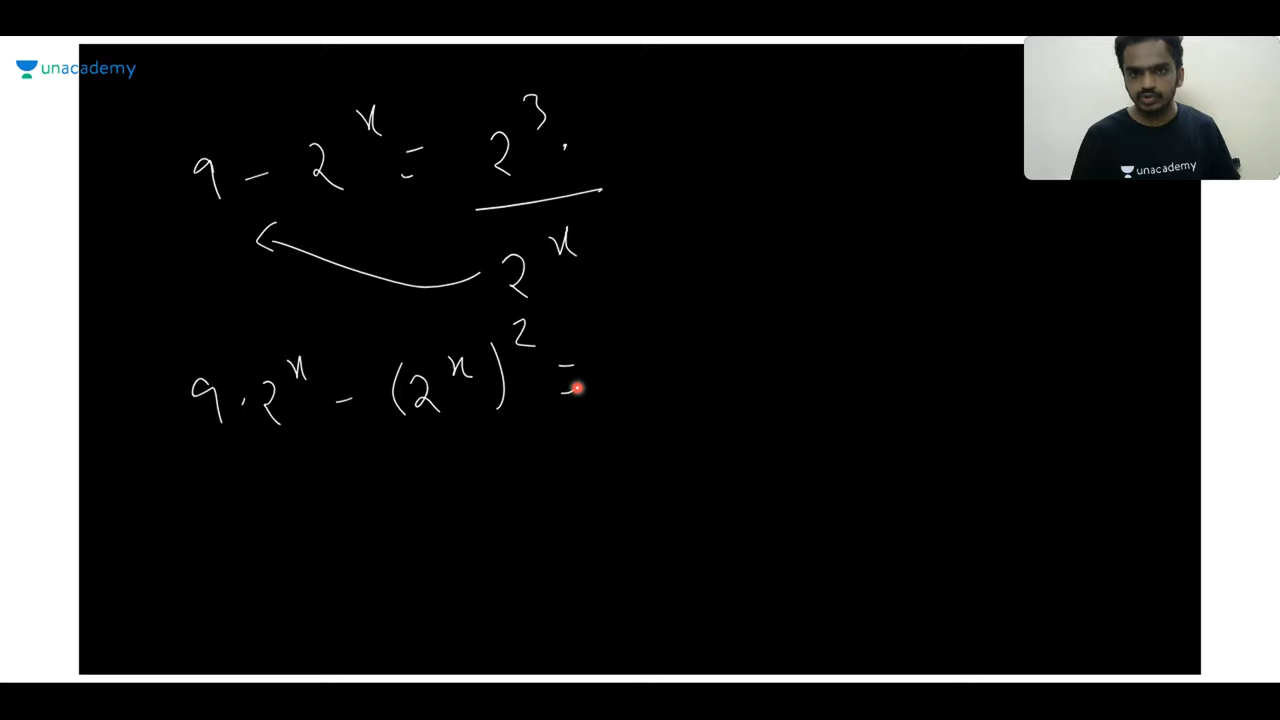 unacademy
unacademy
9 - 2^x = 2^3 .
2^x
9 . 2^x - (2^x)^2 =